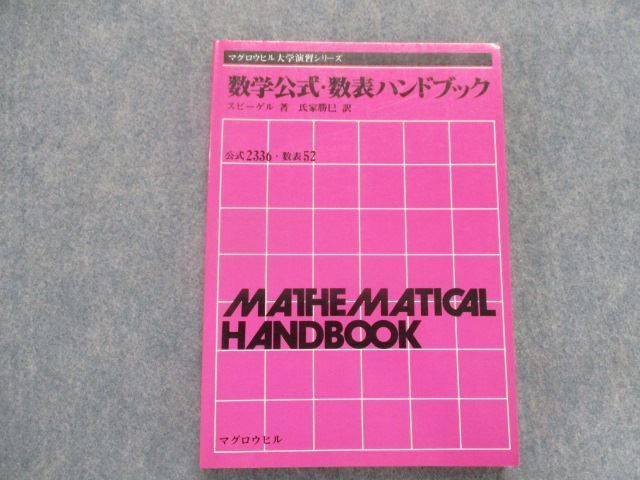 マグロウヒル大学演習シリーズ
数学公式・数表ハンドブック
スピーゲル 著 氏家勝巳 訳
公式2336・数表52
MATHEMATICAL
HANDBOOK
マグロウヒル